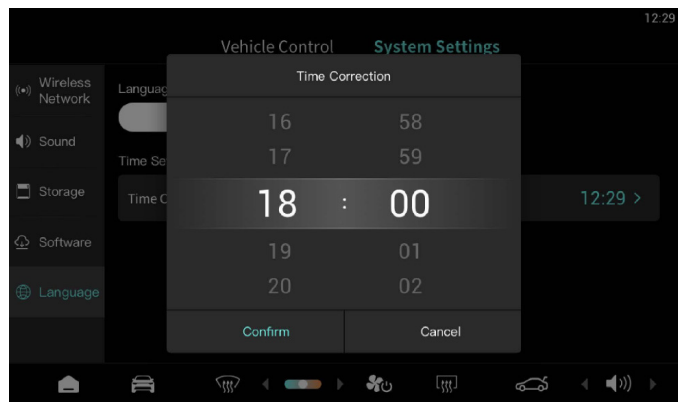 12:29
Vehicle Control System Settings
Wireless
Network
Sound
Storage
Software
Language
Time
12:29 >
Time Correction
16 58
17 59
18 : 00
19 01
20 02
Confirm Cancel